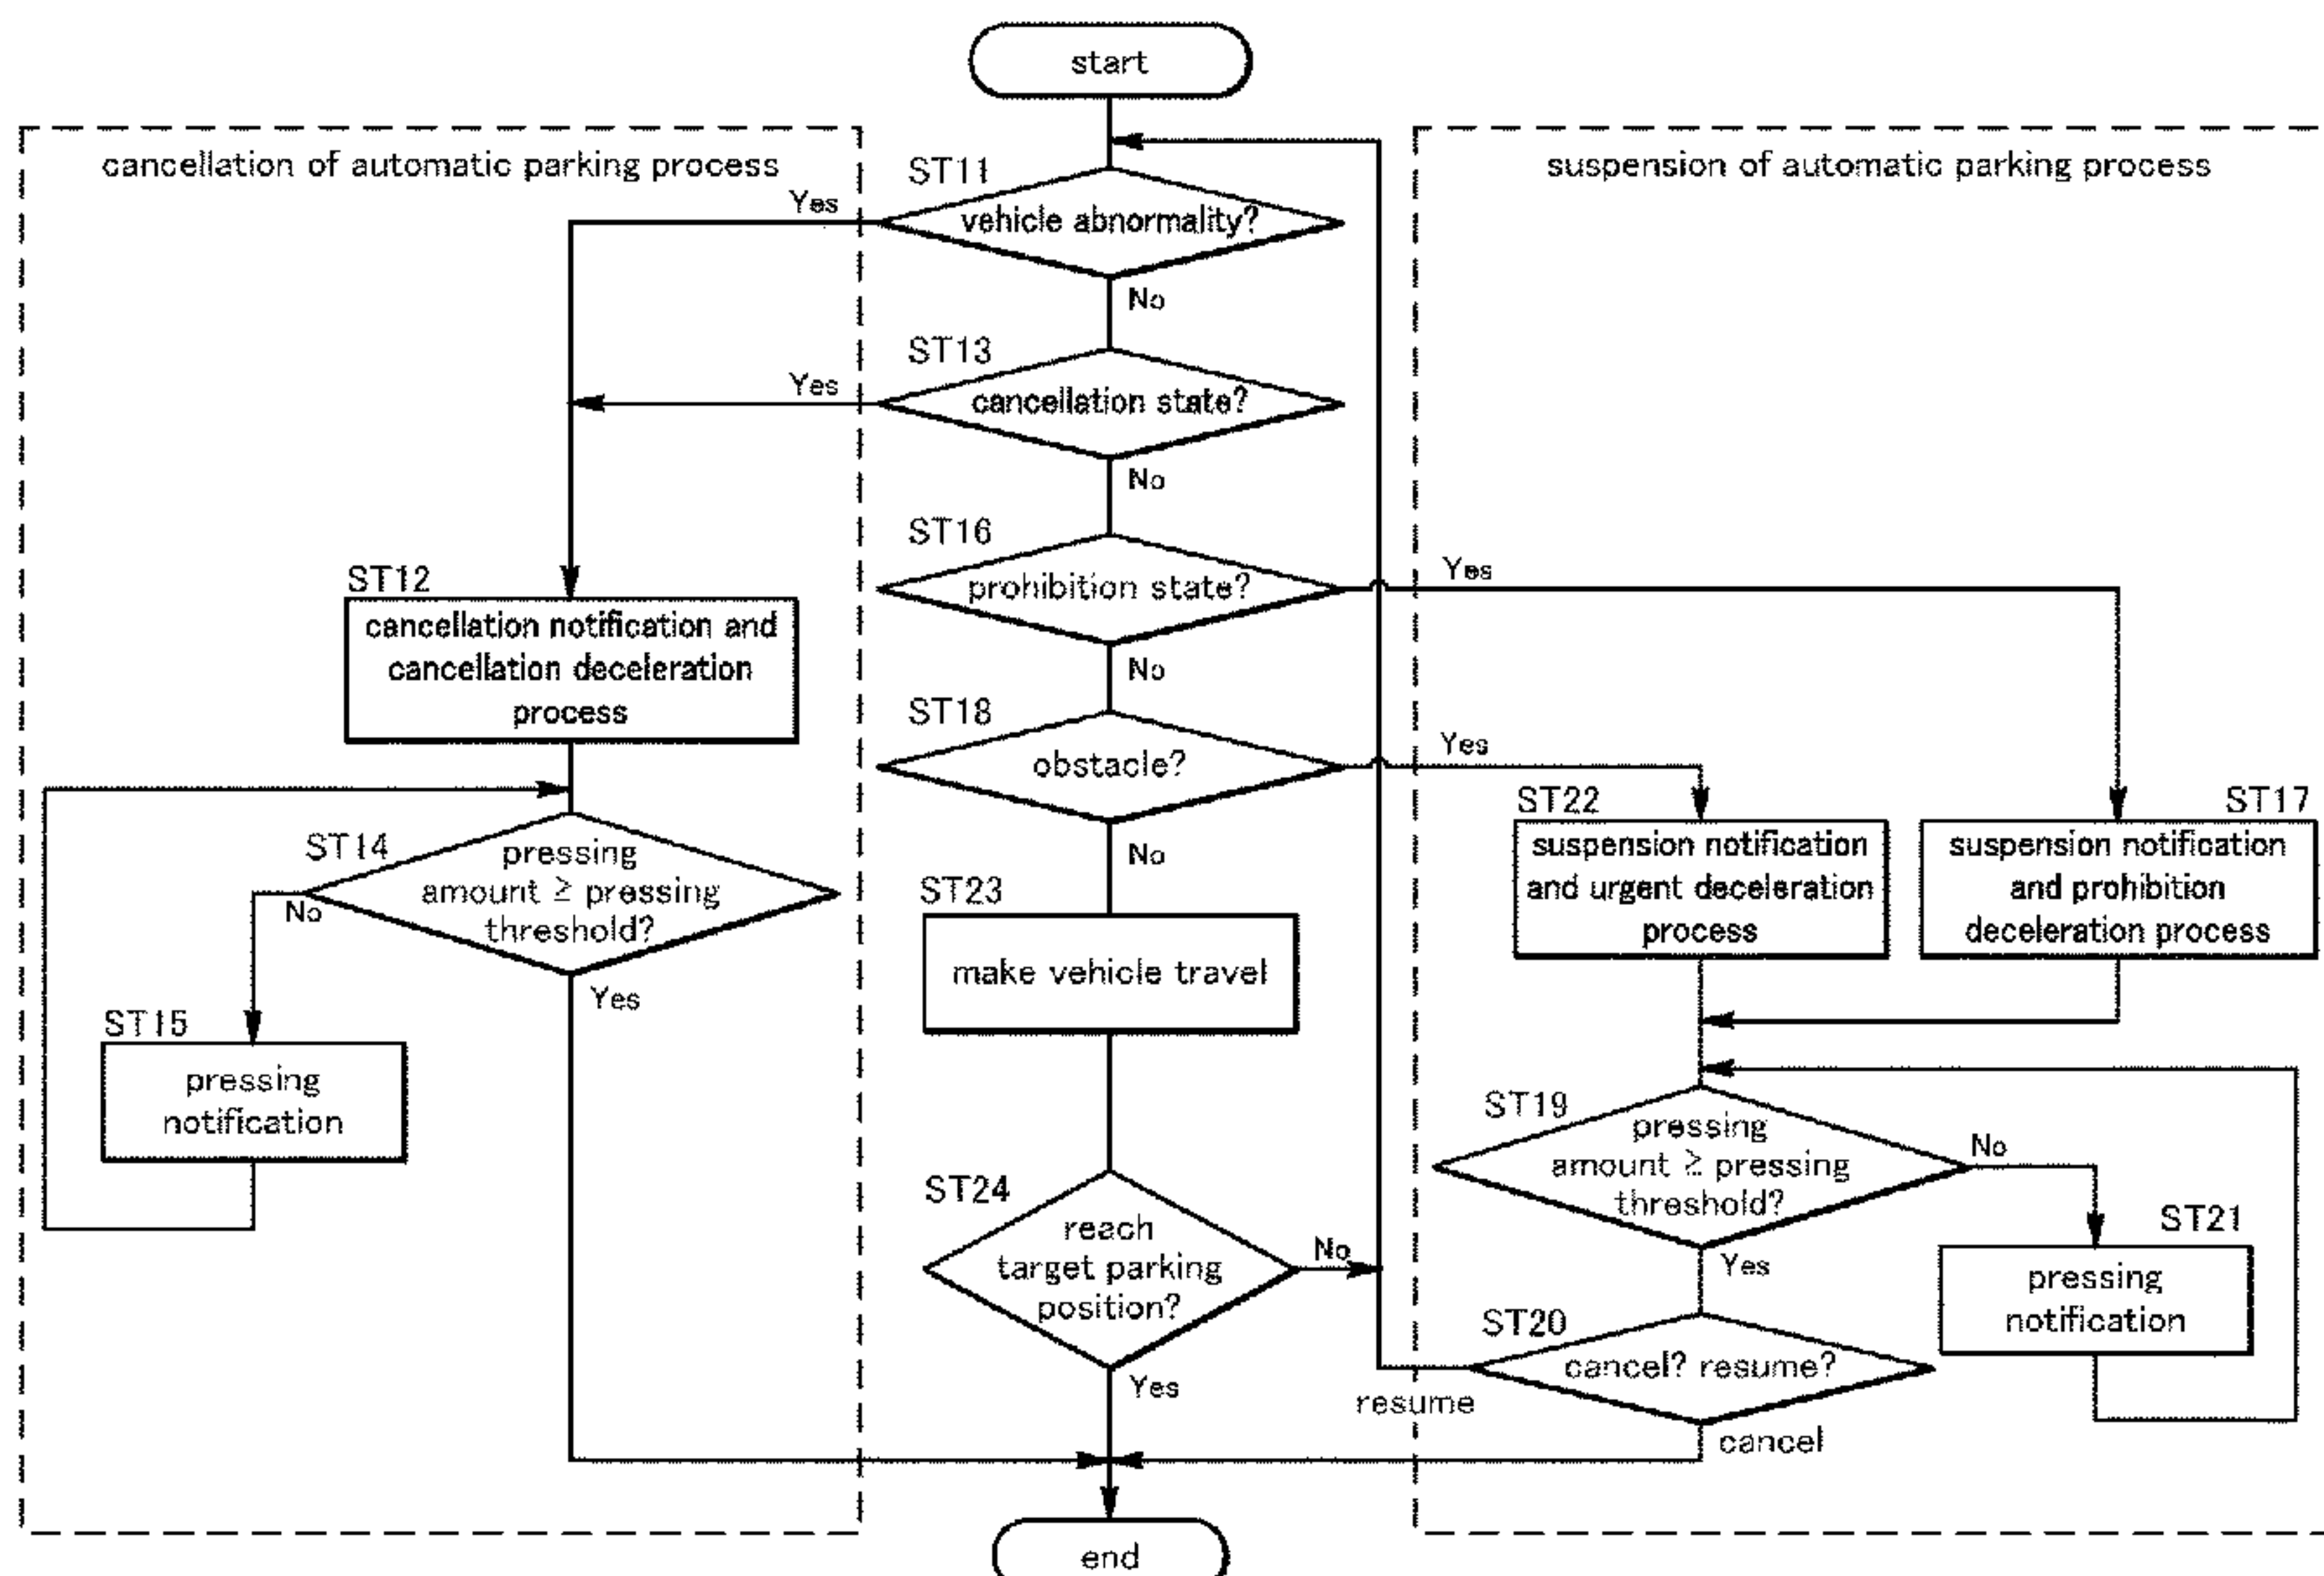 start
cancellation of automatic parking process
suspension of automatic parking process
ST11
Yes
vehicle abnormality?
No
ST13
Yes
cancellation state?
No
ST16
prohibition state?
Yes
No
ST12
cancellation notification and
cancellation deceleration
process
ST18
obstacle?
Yes
No
ST22
suspension notification
and urgent deceleration
process
ST17
suspension notification
and prohibition
deceleration process
ST14
pressing
amount ≥ pressing
threshold?
No
Yes
ST23
make vehicle travel
ST15
pressing
notification
ST19
pressing
amount ≥ pressing
threshold?
No
Yes
ST21
pressing
notification
ST24
reach
target parking
position?
No
Yes
ST20
cancel? resume?
resume
cancel
end